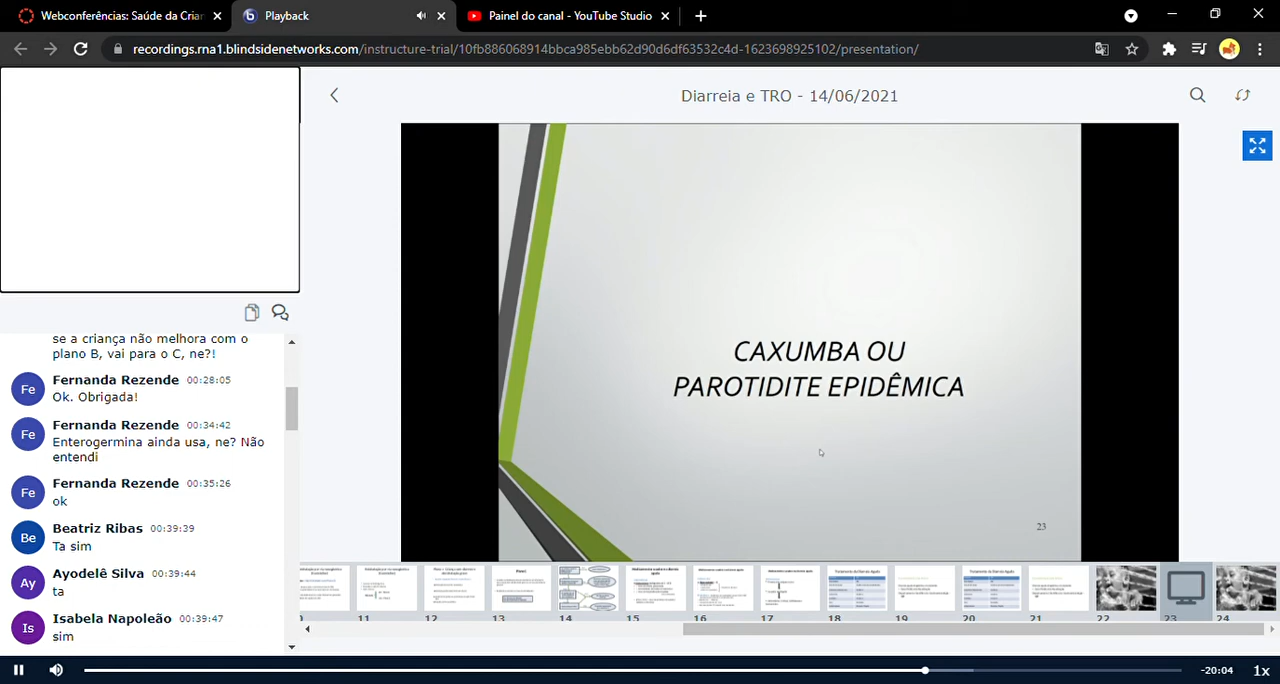 Webconferências: Saúde da Crian
Playback
Painel do canal - YouTube Studio
recordings.rna1.blindsidenetworks.com/instructure-trial/10fb886068914bbca985ebb62d90d6df63532c4d-1623698925102/presentation/
Diarreia e TRO - 14/06/2021
CAXUMBA OU
PAROTIDITE EPIDÊMICA
23
se a criança não melhora com o
plano B, vai para o C, ne?!
Fe
Fernanda Rezende 00:28:05
Ok. Obrigada!
Fe
Fernanda Rezende 00:34:42
Enterogermina ainda usa, ne? Não
entendi
Fe
Fernanda Rezende 00:35:26
ok
Be
Beatriz Ribas 00:39:39
Ta sim
Ay
Ayodelê Silva 00:39:44
ta
Is
Isabela Napoleão 00:39:47
sim
11 12 13 14 15 16 17 18 19 20 21 22 23 24
-20:04 1x